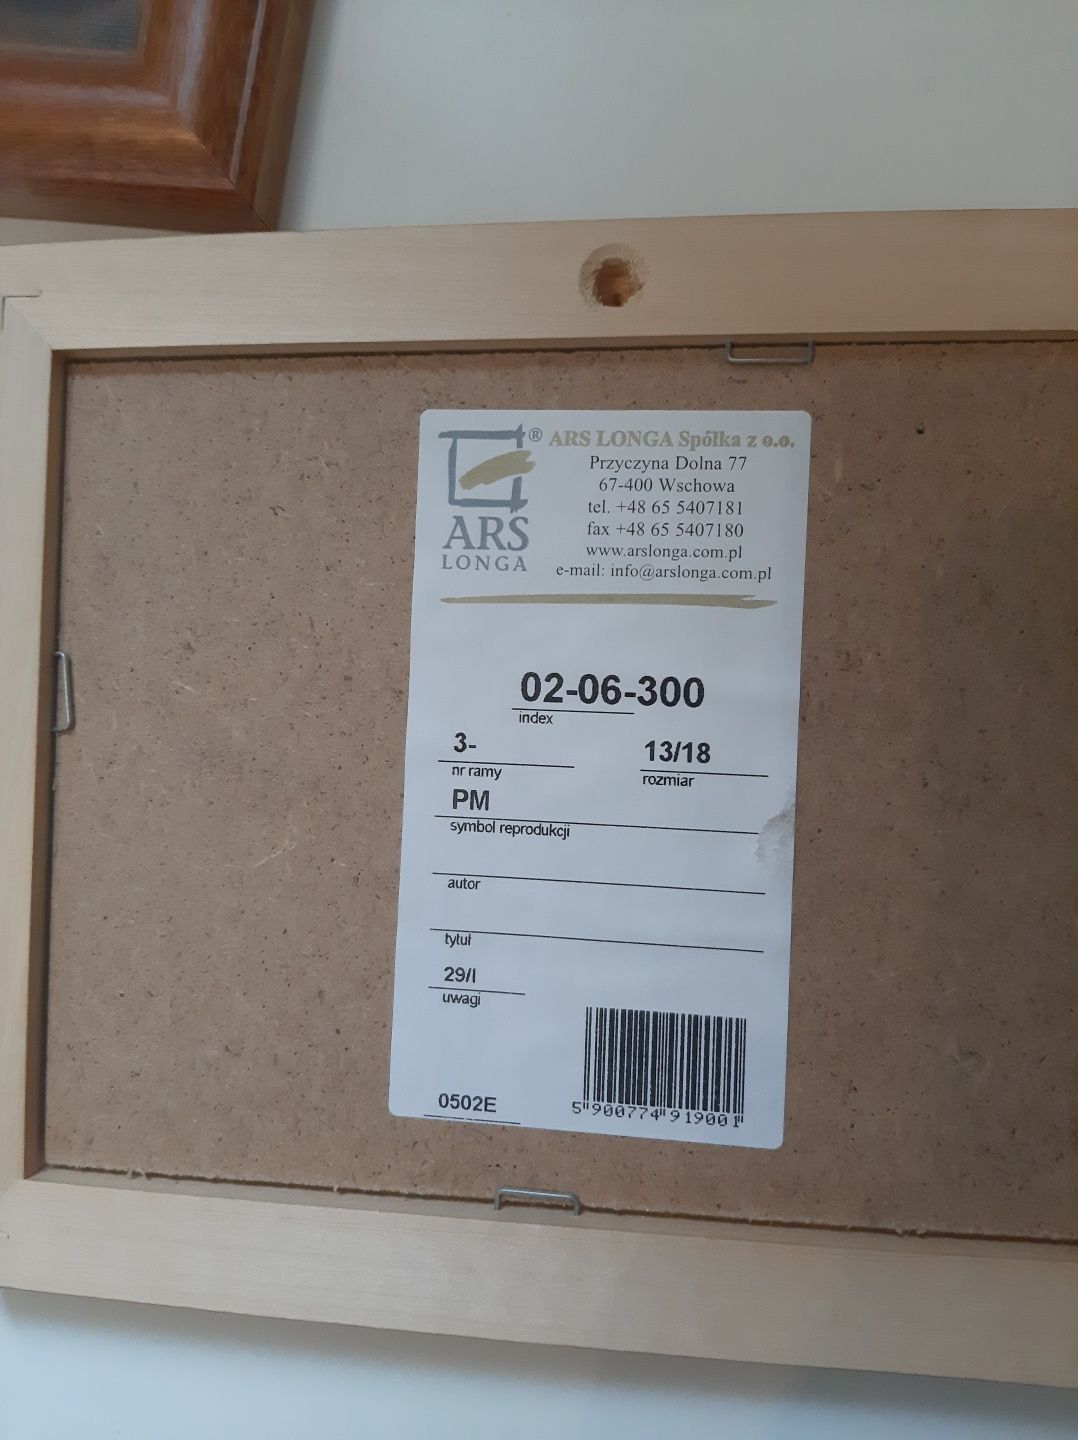 ® ARS LONGA Spółka z o.o.
Przyczyna Dolna 77
67-400 Wschowa
tel. +48 65 5407181
fax +48 65 5407180
www.arslonga.com.pl
e-mail: info@arslonga.com.pl
ARS
LONGA
02-06-300
index
3-
nr ramy
13/18
rozmiar
PM
symbol reprodukcji
autor
tytuł
29/I
uwagi
0502E
5 900774 919001